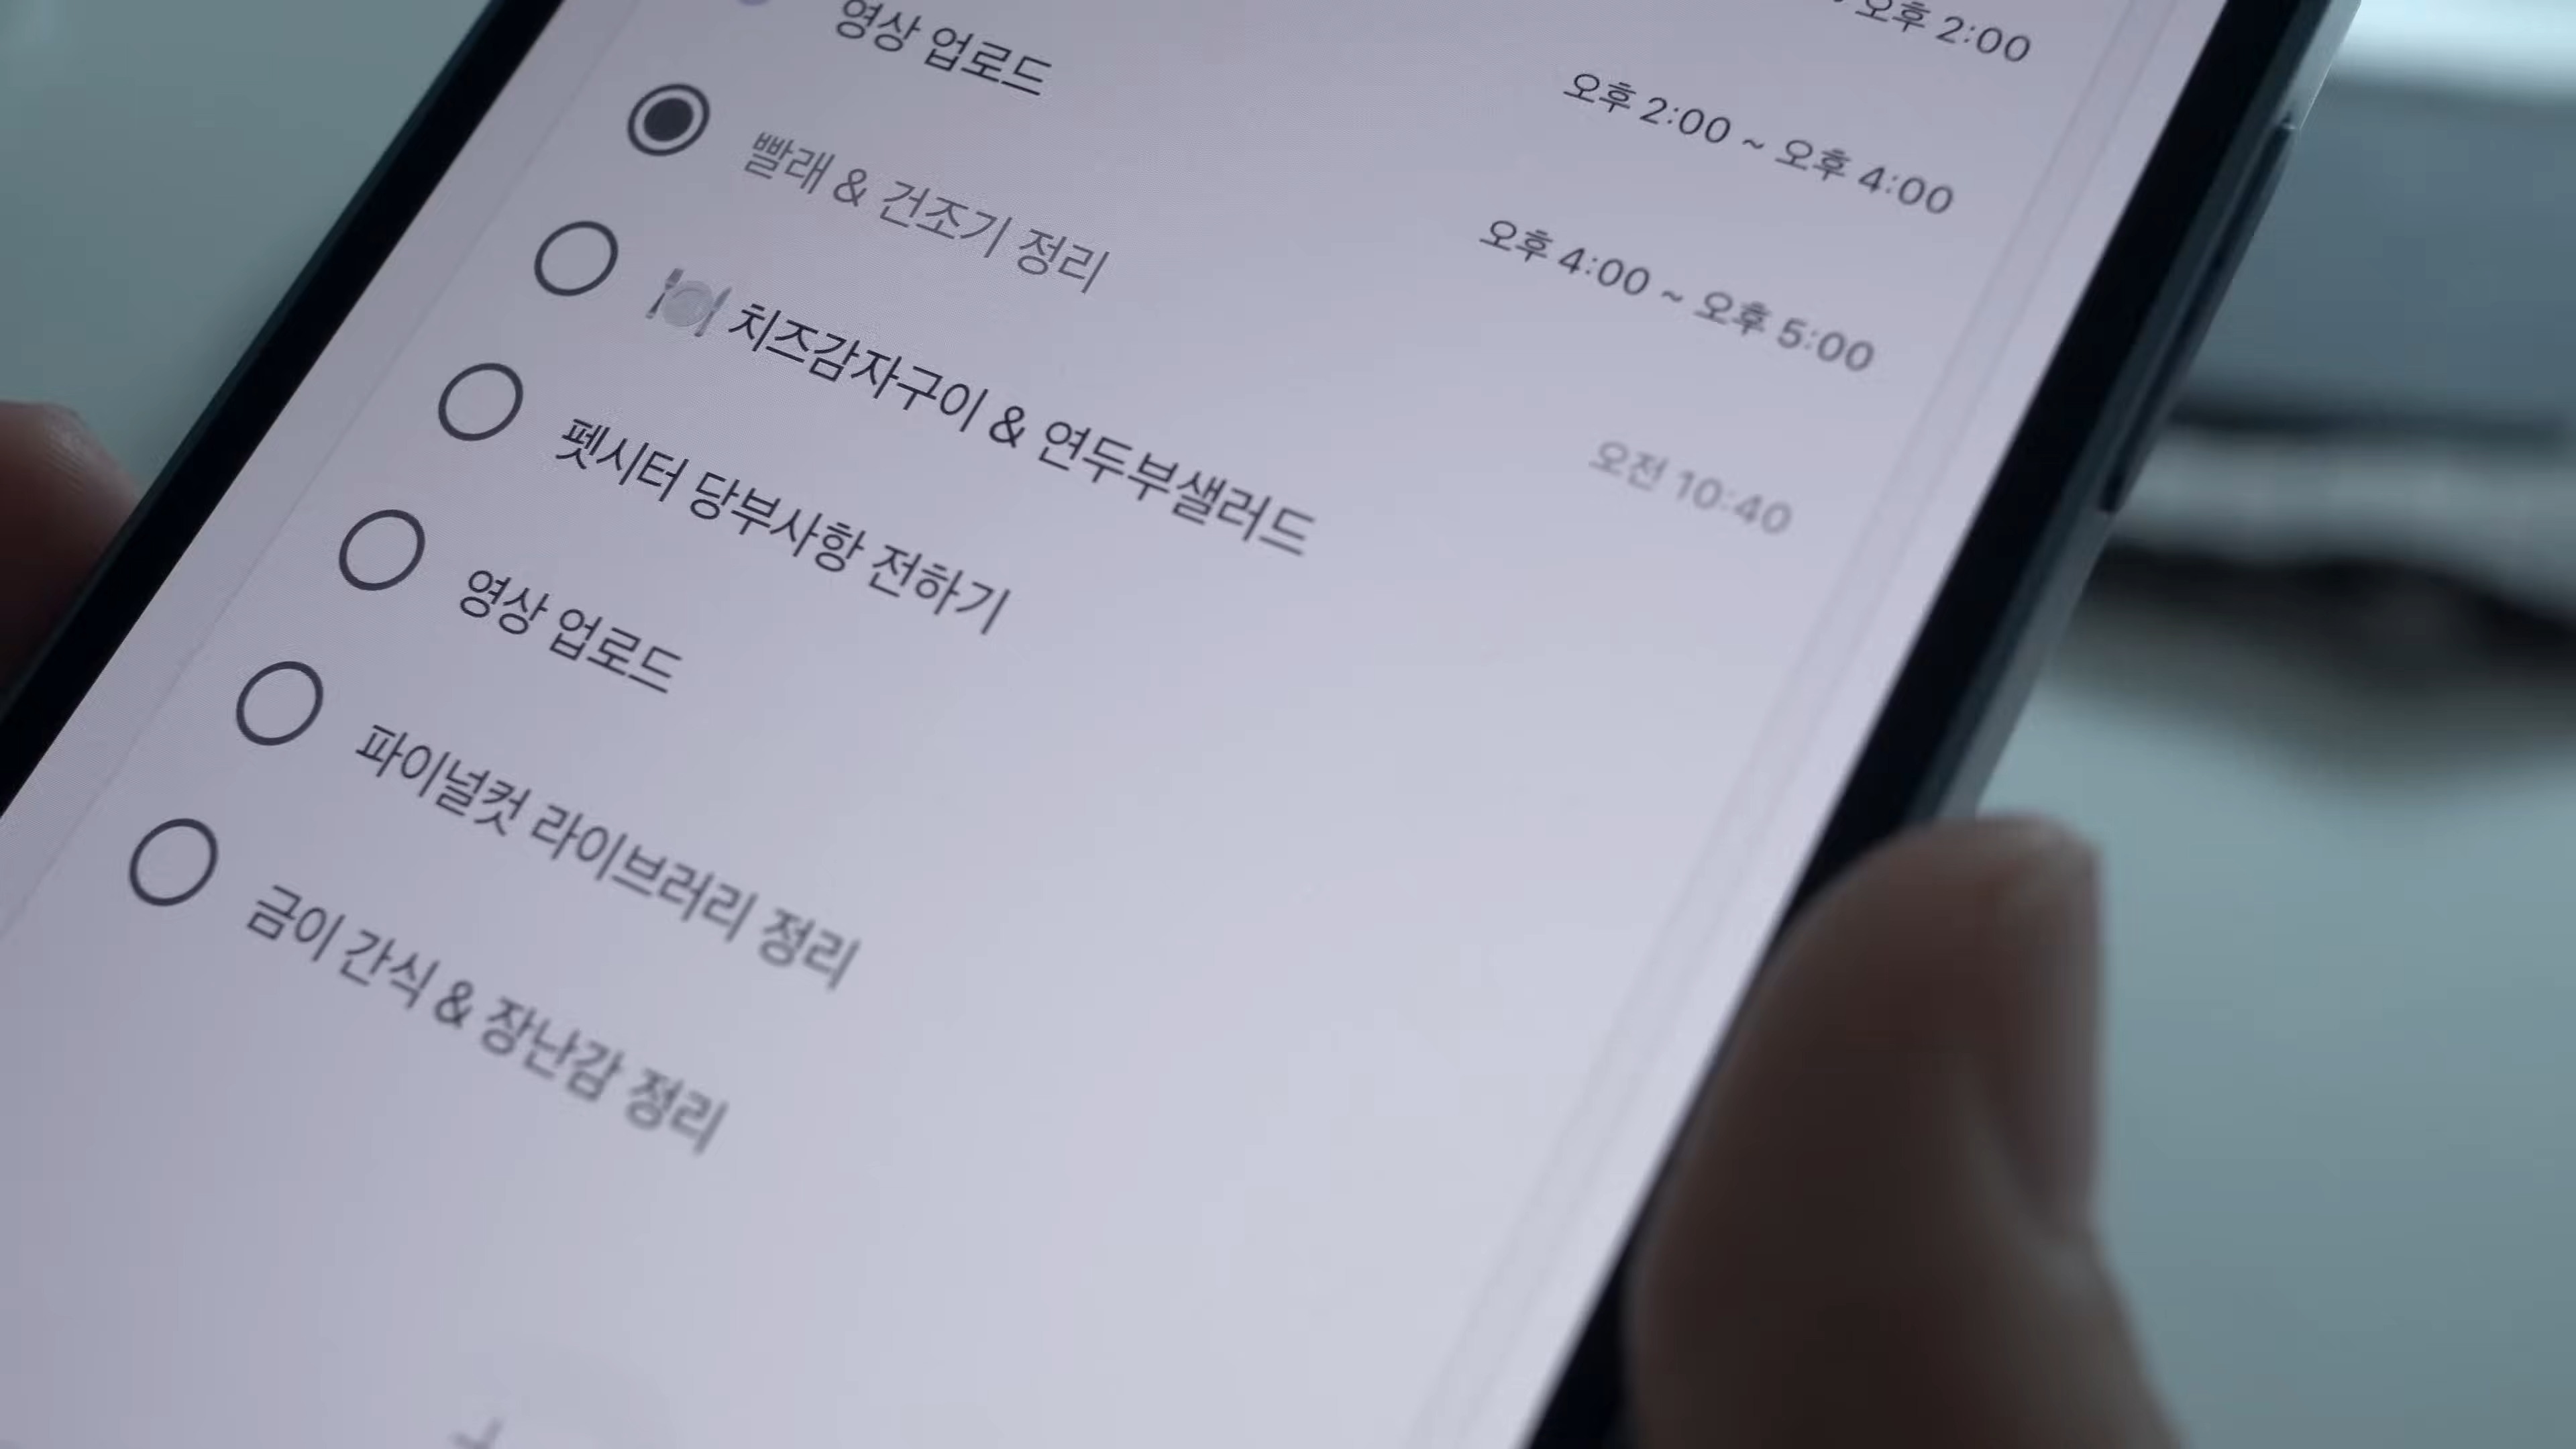 오후 2:00
오후 2:00 ~ 오후 4:00
영상 업로드 오후 4:00 ~ 오후 5:00
빨래 & 건조기 정리 오전 10:40
치즈감자구이 & 연두부샐러드
펫시터 당부사항 전하기
영상 업로드
파이널컷 라이브러리 정리
금이 간식 & 장난감 정리